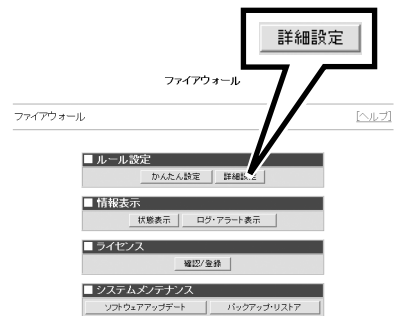 詳細設定
ファイアウォール
ファイアウォール [ヘルプ]
■ ルール設定
かんたん設定 詳細設定
■ 情報表示
状態表示 ログ・アラート表示
■ ライセンス
確認/登録
■ システムメンテナンス
ソフトウェアアップデート バックアップ・リストア